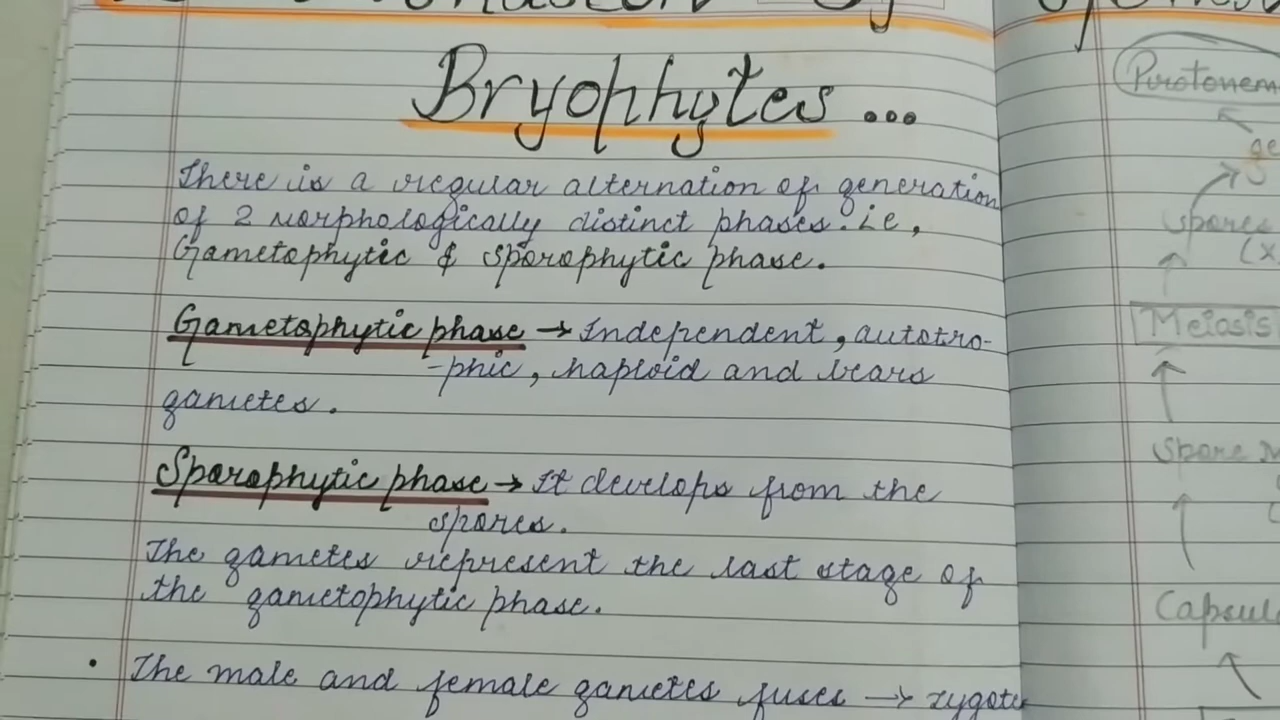 Bryophytes...
There is a regular alternation of generation
of 2 morphologically distinct phases. i.e,
Gametophytic & Sporophytic phase.
Gametophytic phase → Independent, autotro-
-phic, haploid and bears
gametes.
Sporophytic phase → It develops from the
spores.
The gametes represent the last stage of
the gametophytic phase.
• The male and female gametes fuses → zygote
Spores
Meiosis
Spore M
Capsul